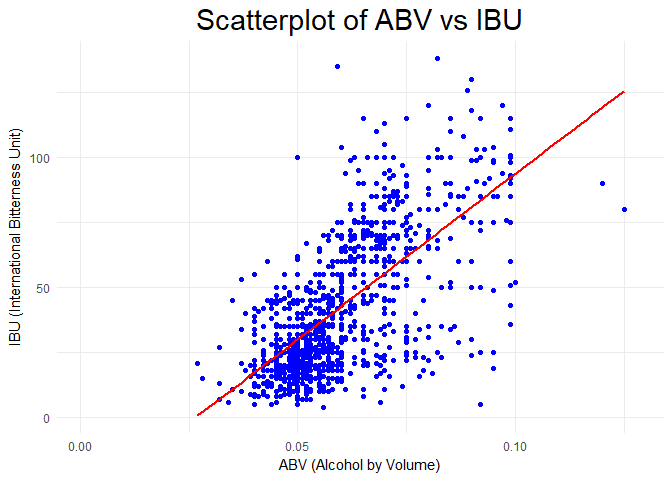 Scatterplot of ABV vs IBU
IBU (International Bitterness Unit)
100
50
0
0.00
0.05
0.10
ABV (Alcohol by Volume)